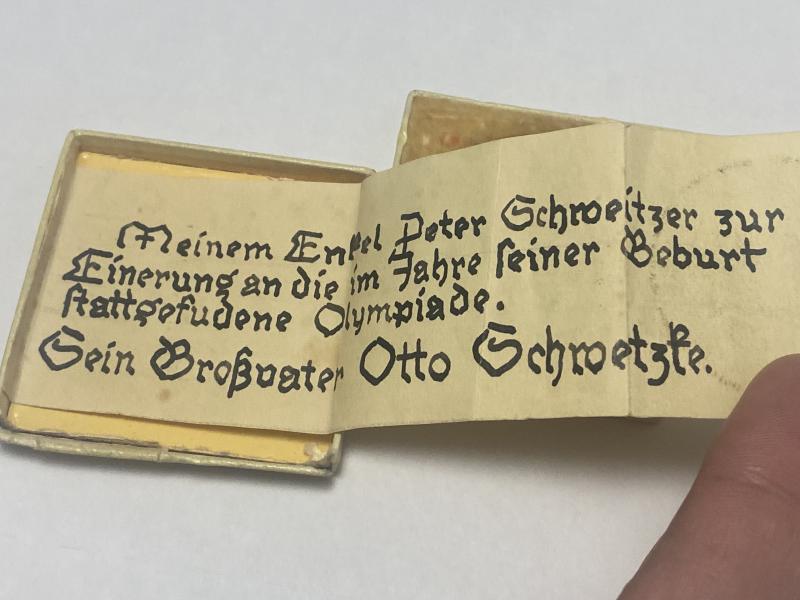 Meinem Enkel Peter Schweitzer zur
Einerung an die im Jahre seiner Geburt
stattgefudene Olympiade.
Sein Großvater Otto Schwetzke.